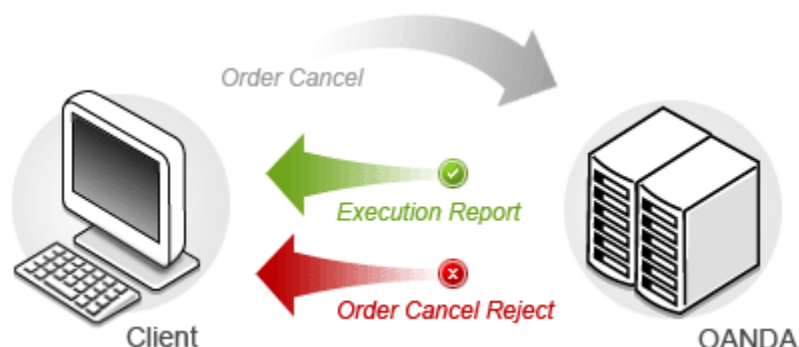 Order Cancel
Execution Report
Order Cancel Reject
Client
OANDA